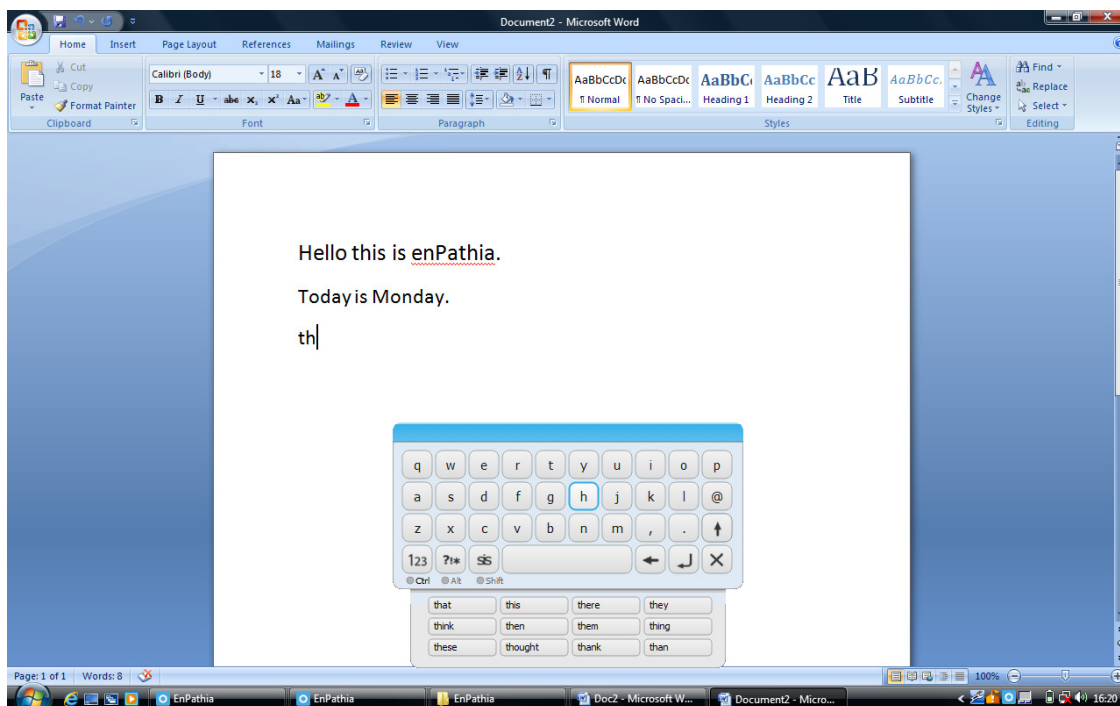 Document2 - Microsoft Word
Home Insert Page Layout References Mailings Review View
Cut
Copy
Format Painter
Paste
Clipboard
Calibri (Body) 18
Font
Paragraph
AaBbCcDc AaBbCcDc AaBbC AaBbCc AaB AaBbCc.
¶ Normal ¶ No Spaci... Heading 1 Heading 2 Title Subtitle
Change Styles
Styles
Find
Replace
Select
Editing
Hello this is enPathia.
Today is Monday.
th
q w e r t y u i o p
a s d f g h j k l @
z x c v b n m , .
123 ?!* sis
Ctrl Alt Shift
that this there they
think then them thing
these thought thank than
Page: 1 of 1 Words: 8 100%
EnPathia EnPathia EnPathia Doc2 - Microsoft W... Document2 - Micro... 16:20